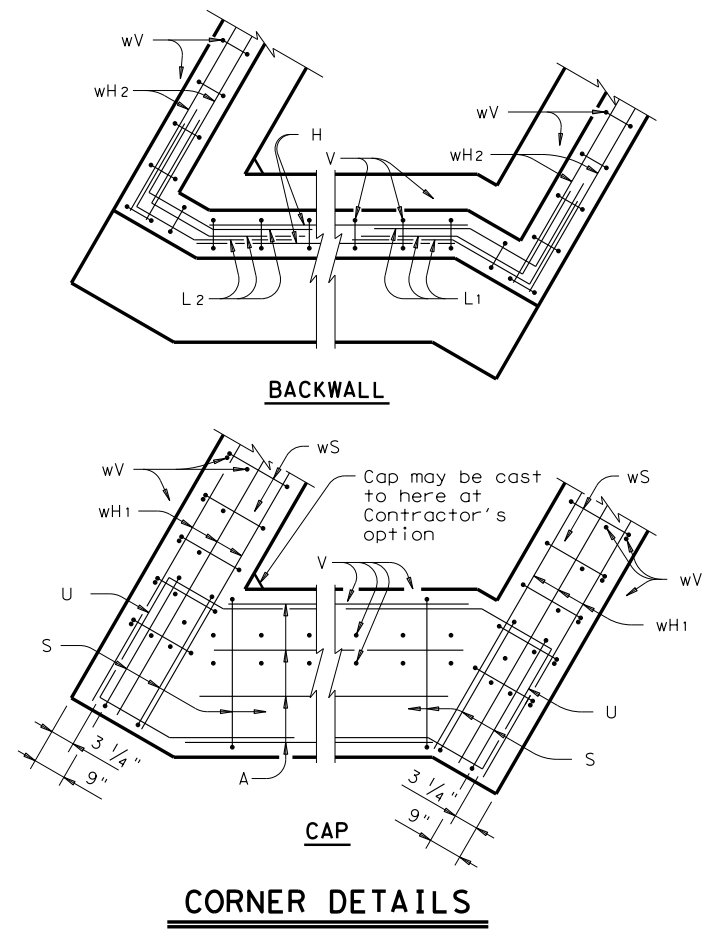 wV
wH2
H
V
wV
wH2
L2
L1
BACKWALL
wS
wV
wH1
Cap may be cast
to here at
Contractor's
option
wS
V
wV
U
wH1
S
U
S
3 1/4"
9"
A
3 1/4"
9"
CAP
CORNER DETAILS